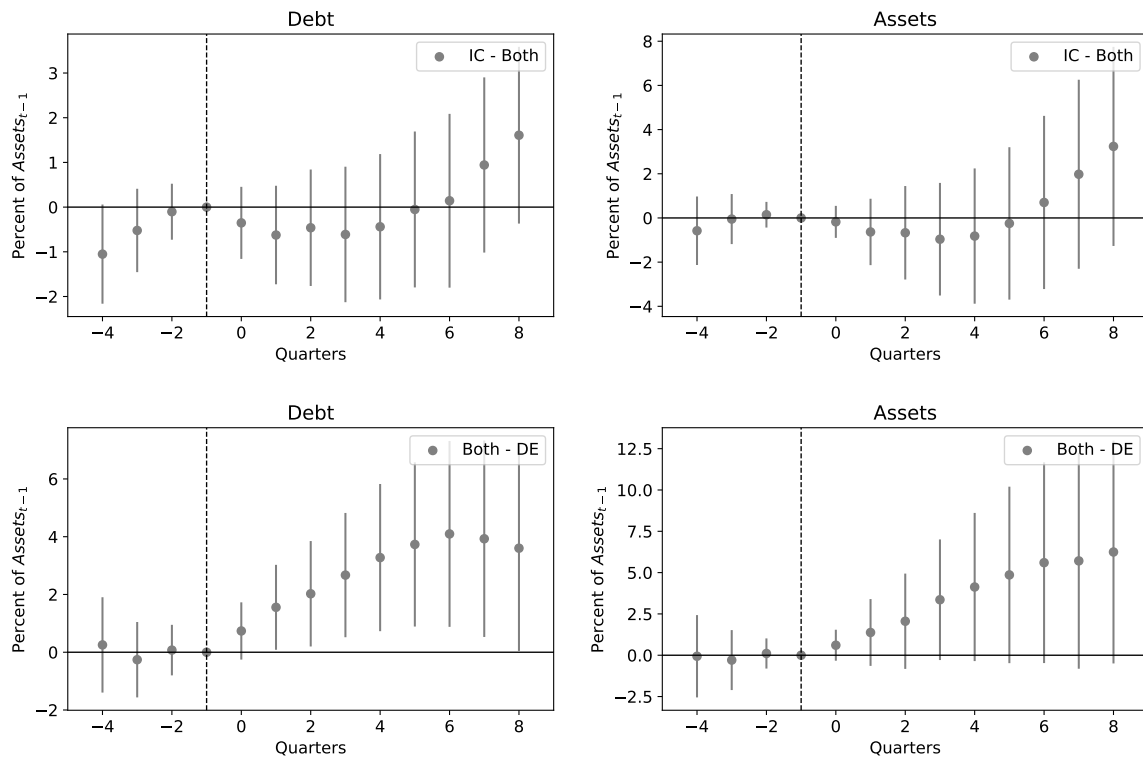 Debt
IC - Both
3
2
1
0
−1
−2
Percent of Assets_{t−1}
−4 −2 0 2 4 6 8
Quarters
Assets
IC - Both
8
6
4
2
0
−2
−4
Percent of Assets_{t−1}
−4 −2 0 2 4 6 8
Quarters
Debt
Both - DE
6
4
2
0
−2
Percent of Assets_{t−1}
−4 −2 0 2 4 6 8
Quarters
Assets
Both - DE
12.5
10.0
7.5
5.0
2.5
0.0
−2.5
Percent of Assets_{t−1}
−4 −2 0 2 4 6 8
Quarters